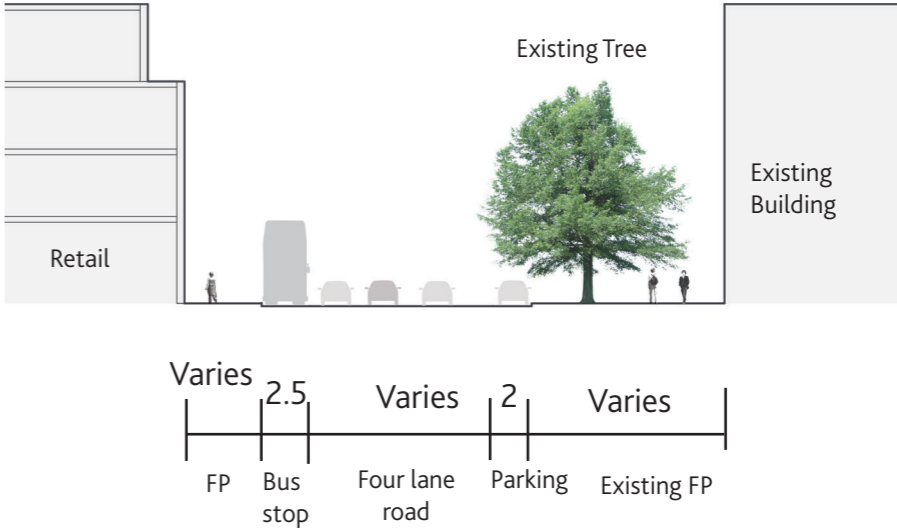 Existing Tree
Existing
Building
Retail
Varies
2.5
Varies
2
Varies
FP
Bus
stop
Four lane
road
Parking
Existing FP